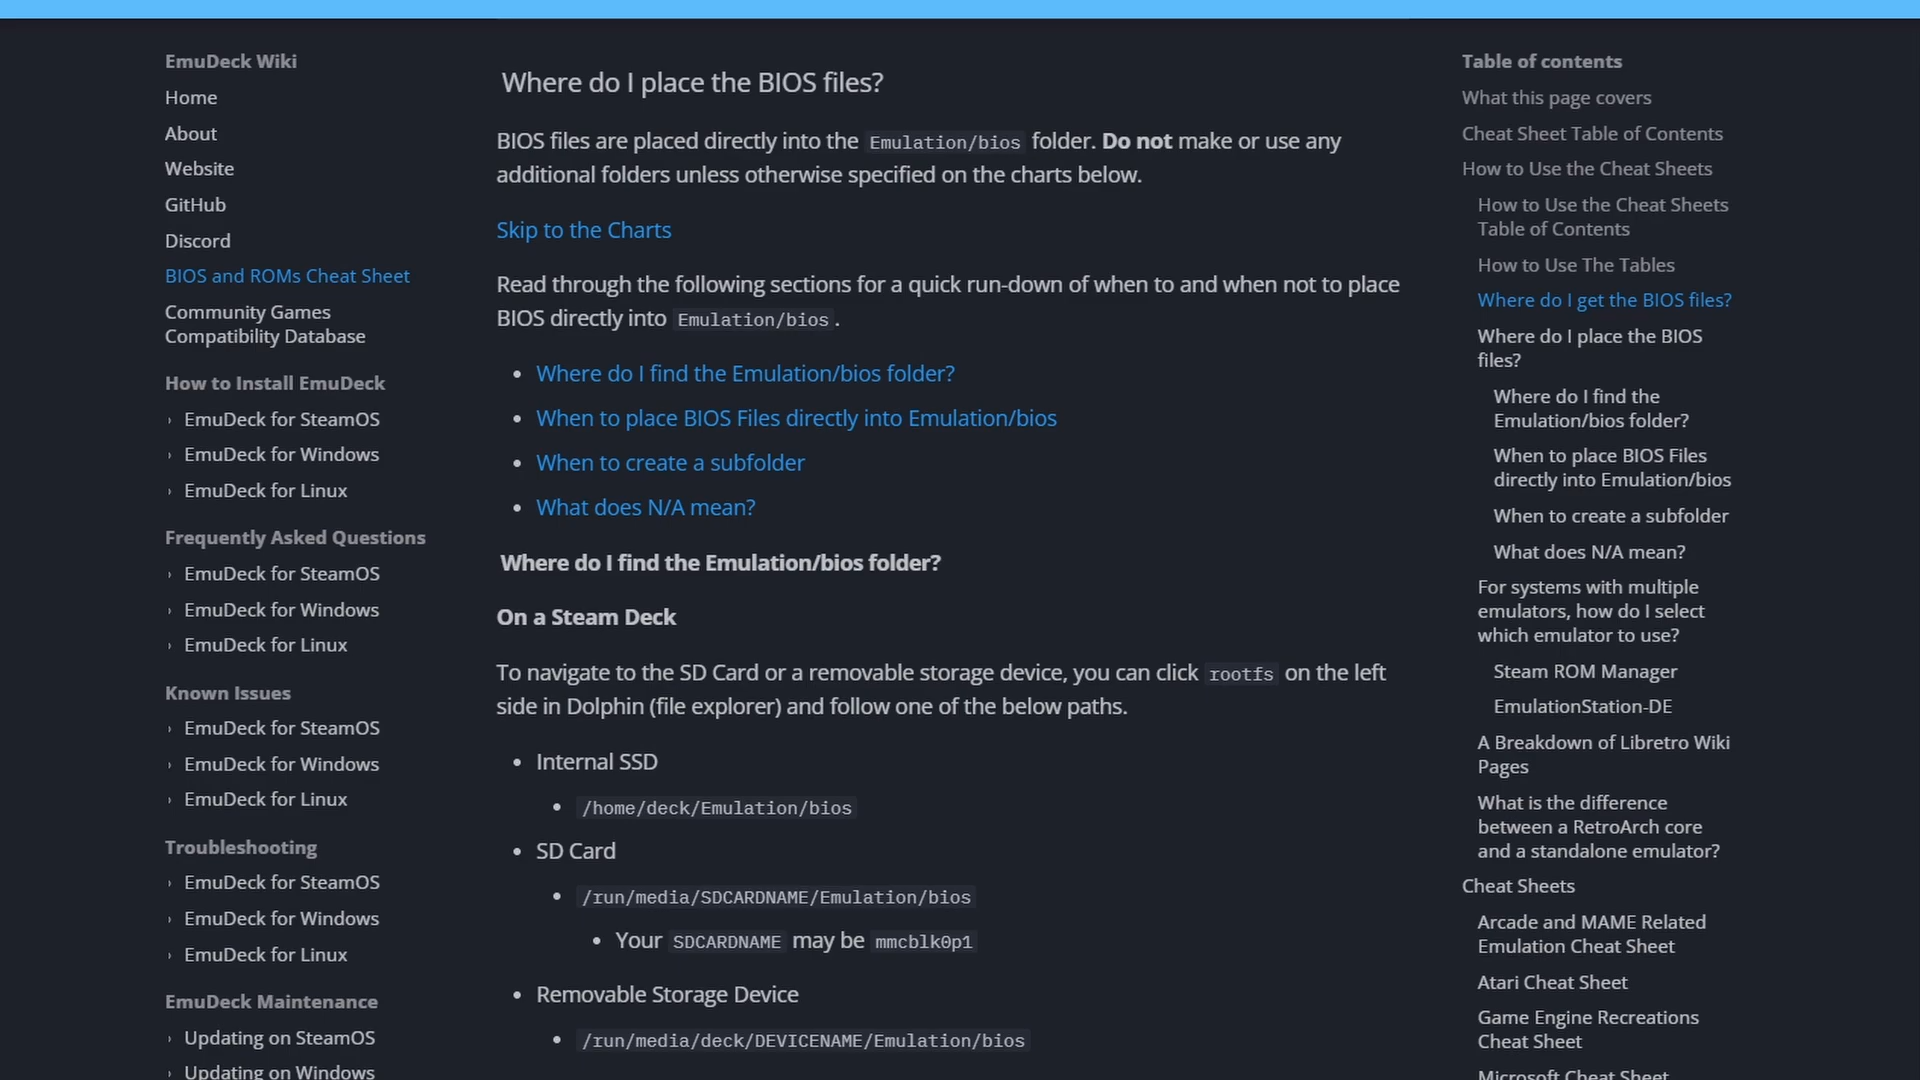 EmuDeck Wiki
Home
About
Website
GitHub
Discord
BIOS and ROMs Cheat Sheet
Community Games
Compatibility Database
How to Install EmuDeck
EmuDeck for SteamOS
EmuDeck for Windows
EmuDeck for Linux
Frequently Asked Questions
EmuDeck for SteamOS
EmuDeck for Windows
EmuDeck for Linux
Known Issues
EmuDeck for SteamOS
EmuDeck for Windows
EmuDeck for Linux
Troubleshooting
EmuDeck for SteamOS
EmuDeck for Windows
EmuDeck for Linux
EmuDeck Maintenance
Updating on SteamOS
Updating on Windows
Where do I place the BIOS files?
BIOS files are placed directly into the Emulation/bios folder. Do not make or use any
additional folders unless otherwise specified on the charts below.
Skip to the Charts
Read through the following sections for a quick run-down of when to and when not to place
BIOS directly into Emulation/bios.
• Where do I find the Emulation/bios folder?
• When to place BIOS Files directly into Emulation/bios
• When to create a subfolder
• What does N/A mean?
Where do I find the Emulation/bios folder?
On a Steam Deck
To navigate to the SD Card or a removable storage device, you can click rootfs on the left
side in Dolphin (file explorer) and follow one of the below paths.
• Internal SSD
• /home/deck/Emulation/bios
• SD Card
• /run/media/SDCARDNAME/Emulation/bios
• Your SDCARDNAME may be mmcblk0p1
• Removable Storage Device
• /run/media/deck/DEVICENAME/Emulation/bios
Table of contents
What this page covers
Cheat Sheet Table of Contents
How to Use the Cheat Sheets
How to Use the Cheat Sheets
Table of Contents
How to Use The Tables
Where do I get the BIOS files?
Where do I place the BIOS
files?
Where do I find the
Emulation/bios folder?
When to place BIOS Files
directly into Emulation/bios
When to create a subfolder
What does N/A mean?
For systems with multiple
emulators, how do I select
which emulator to use?
Steam ROM Manager
EmulationStation-DE
A Breakdown of Libretro Wiki
Pages
What is the difference
between a RetroArch core
and a standalone emulator?
Cheat Sheets
Arcade and MAME Related
Emulation Cheat Sheet
Atari Cheat Sheet
Game Engine Recreations
Cheat Sheet
Microsoft Cheat Sheet